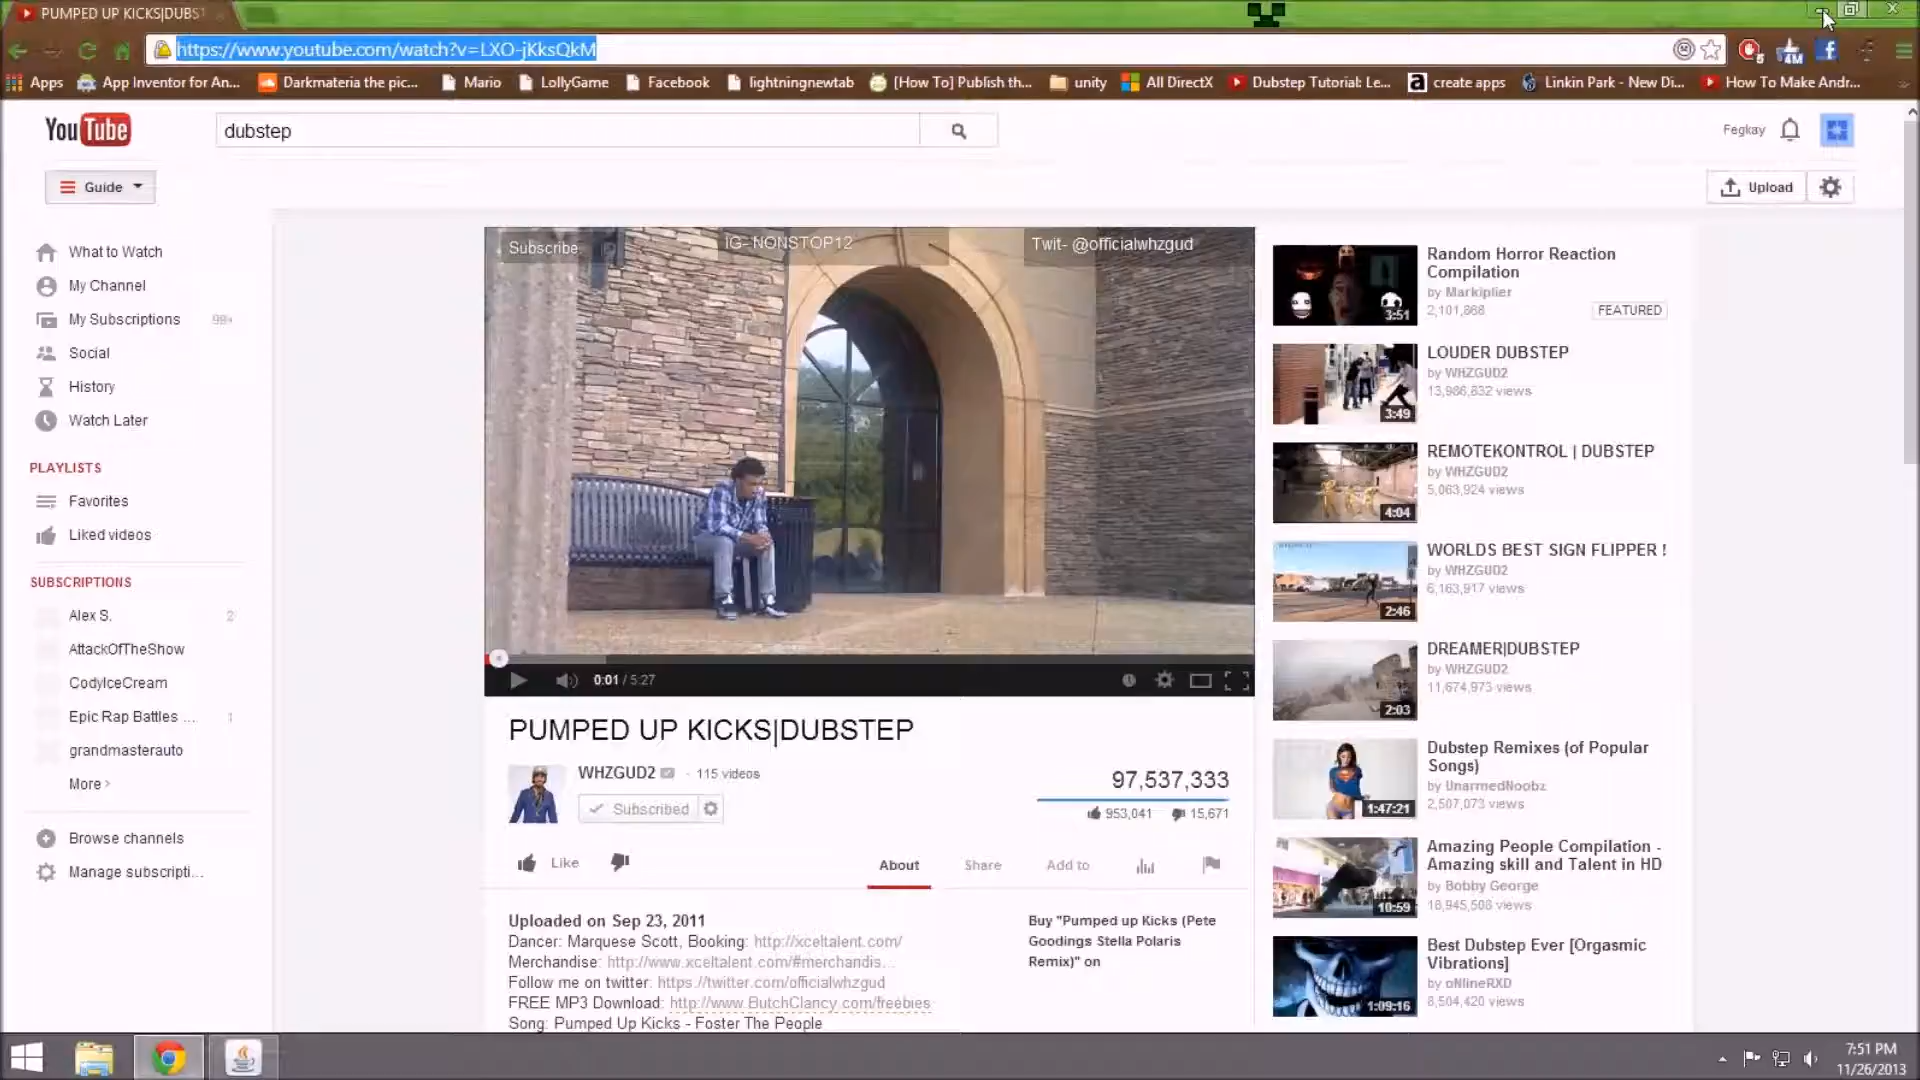 PUMPED UP KICKS|DUBST
https://www.youtube.com/watch?v=LXO-jKksQkM
4M
Apps
App Inventor for An...
Darkmateria the pic...
Mario
LollyGame
Facebook
lightningnewtab
[How To] Publish th...
unity
All DirectX
Dubstep Tutorial: Le...
create apps
Linkin Park - New Di...
How To Make Andr...
YouTube
dubstep
Fegkay
Guide
Upload
What to Watch
My Channel
My Subscriptions 99+
Social
History
Watch Later
PLAYLISTS
Favorites
Liked videos
SUBSCRIPTIONS
Alex S. 2
AttackOfTheShow
CodyIceCream
Epic Rap Battles ... 1
grandmasterauto
More ›
Browse channels
Manage subscripti...
Subscribe
IG- NONSTOP12
Twit- @officialwhzgud
0:01 / 5:27
PUMPED UP KICKS|DUBSTEP
WHZGUD2 · 115 videos
Subscribed
97,537,333
953,041 15,671
Like
About
Share
Add to
Uploaded on Sep 23, 2011
Dancer: Marquese Scott, Booking: http://xceltalent.com/
Merchandise: http://www.xceltalent.com/#merchandis...
Follow me on twitter: https://twitter.com/officialwhzgud
FREE MP3 Download: http://www.ButchClancy.com/freebies
Song: Pumped Up Kicks - Foster The People
Buy "Pumped up Kicks (Pete
Goodings Stella Polaris
Remix)" on
3:51
Random Horror Reaction
Compilation
by Markiplier
2,101,866
FEATURED
3:49
LOUDER DUBSTEP
by WHZGUD2
13,986,832 views
4:04
REMOTEKONTROL | DUBSTEP
by WHZGUD2
5,063,924 views
2:46
WORLDS BEST SIGN FLIPPER !
by WHZGUD2
6,163,917 views
2:03
DREAMER|DUBSTEP
by WHZGUD2
11,674,973 views
1:47:21
Dubstep Remixes (of Popular
Songs)
by UnarmedNoobz
2,507,073 views
10:59
Amazing People Compilation -
Amazing skill and Talent in HD
by Bobby George
18,945,508 views
1:09:16
Best Dubstep Ever [Orgasmic
Vibrations]
by oNlineRXD
8,504,420 views
7:51 PM
11/26/2013